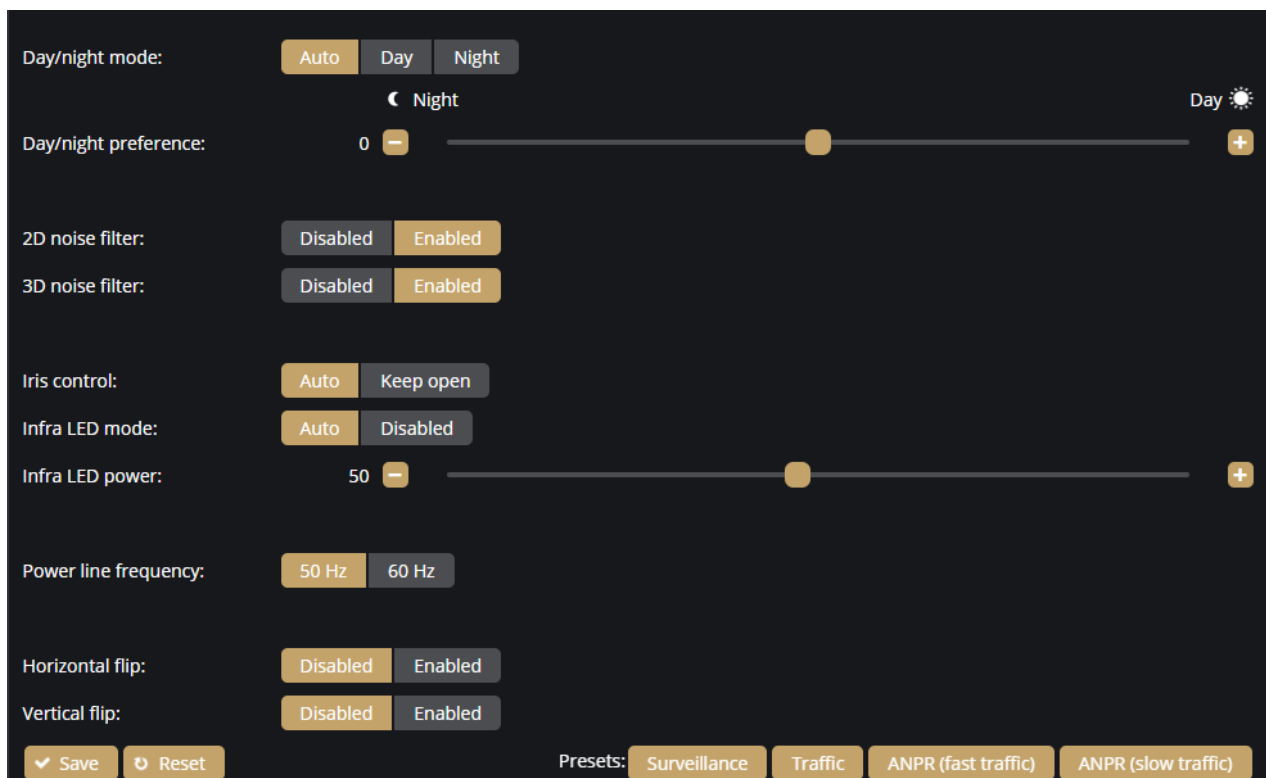 Day/night mode: Auto Day Night
Night Day
Day/night preference: 0
2D noise filter: Disabled Enabled
3D noise filter: Disabled Enabled
Iris control: Auto Keep open
Infra LED mode: Auto Disabled
Infra LED power: 50
Power line frequency: 50 Hz 60 Hz
Horizontal flip: Disabled Enabled
Vertical flip: Disabled Enabled
Save Reset Presets: Surveillance Traffic ANPR (fast traffic) ANPR (slow traffic)